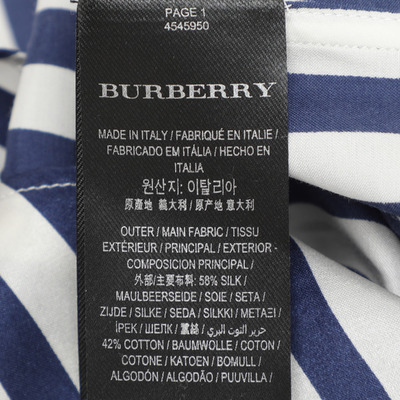 PAGE 1
4545950
BURBERRY
MADE IN ITALY / FABRIQUÉ EN ITALIE /
FABRICADO EM ITÁLIA / HECHO EN
ITALIA
원산지: 이탈리아
原產地 義大利 / 原产地 意大利
OUTER / MAIN FABRIC / TISSU
EXTÉRIEUR / PRINCIPAL / EXTERIOR -
COMPOSICION PRINCIPAL /
外部/主要布料: 58% SILK /
MAULBEERSEIDE / SOIE / SETA /
ZIJDE / SILKE / SEDA / SILKKI / ΜΕΤΑΞΙ /
İPEK / ШЕЛК / 蠶絲 / حرير التوت البري /
42% COTTON / BAUMWOLLE / COTON /
COTONE / KATOEN / BOMULL /
ALGODÓN / ALGODÃO / PUUVILLA /